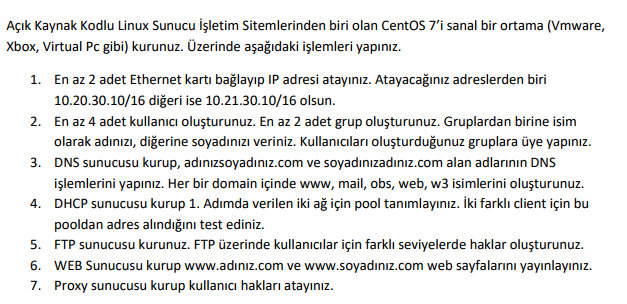 Açık Kaynak Kodlu Linux Sunucu İşletim Sitemlerinden biri olan CentOS 7’i sanal bir ortama (Vmware,
Xbox, Virtual Pc gibi) kurunuz. Üzerinde aşağıdaki işlemleri yapınız.
1. En az 2 adet Ethernet kartı bağlayıp IP adresi atayınız. Atayacağınız adreslerden biri
10.20.30.10/16 diğeri ise 10.21.30.10/16 olsun.
2. En az 4 adet kullanıcı oluşturunuz. En az 2 adet grup oluşturunuz. Gruplardan birine isim
olarak adınızı, diğerine soyadınızı veriniz. Kullanıcıları oluşturduğunuz gruplara üye yapınız.
3. DNS sunucusu kurup, adınızsoyadınız.com ve soyadınızadınız.com alan adlarının DNS
işlemlerini yapınız. Her bir domain içinde www, mail, obs, web, w3 isimlerini oluşturunuz.
4. DHCP sunucusu kurup 1. Adımda verilen iki ağ için pool tanımlayınız. İki farklı client için bu
pooldan adres alındığını test ediniz.
5. FTP sunucusu kurunuz. FTP üzerinde kullanıcılar için farklı seviyelerde haklar oluşturunuz.
6. WEB Sunucusu kurup www.adınız.com ve www.soyadınız.com web sayfalarını yayınlayınız.
7. Proxy sunucusu kurup kullanıcı hakları atayınız.